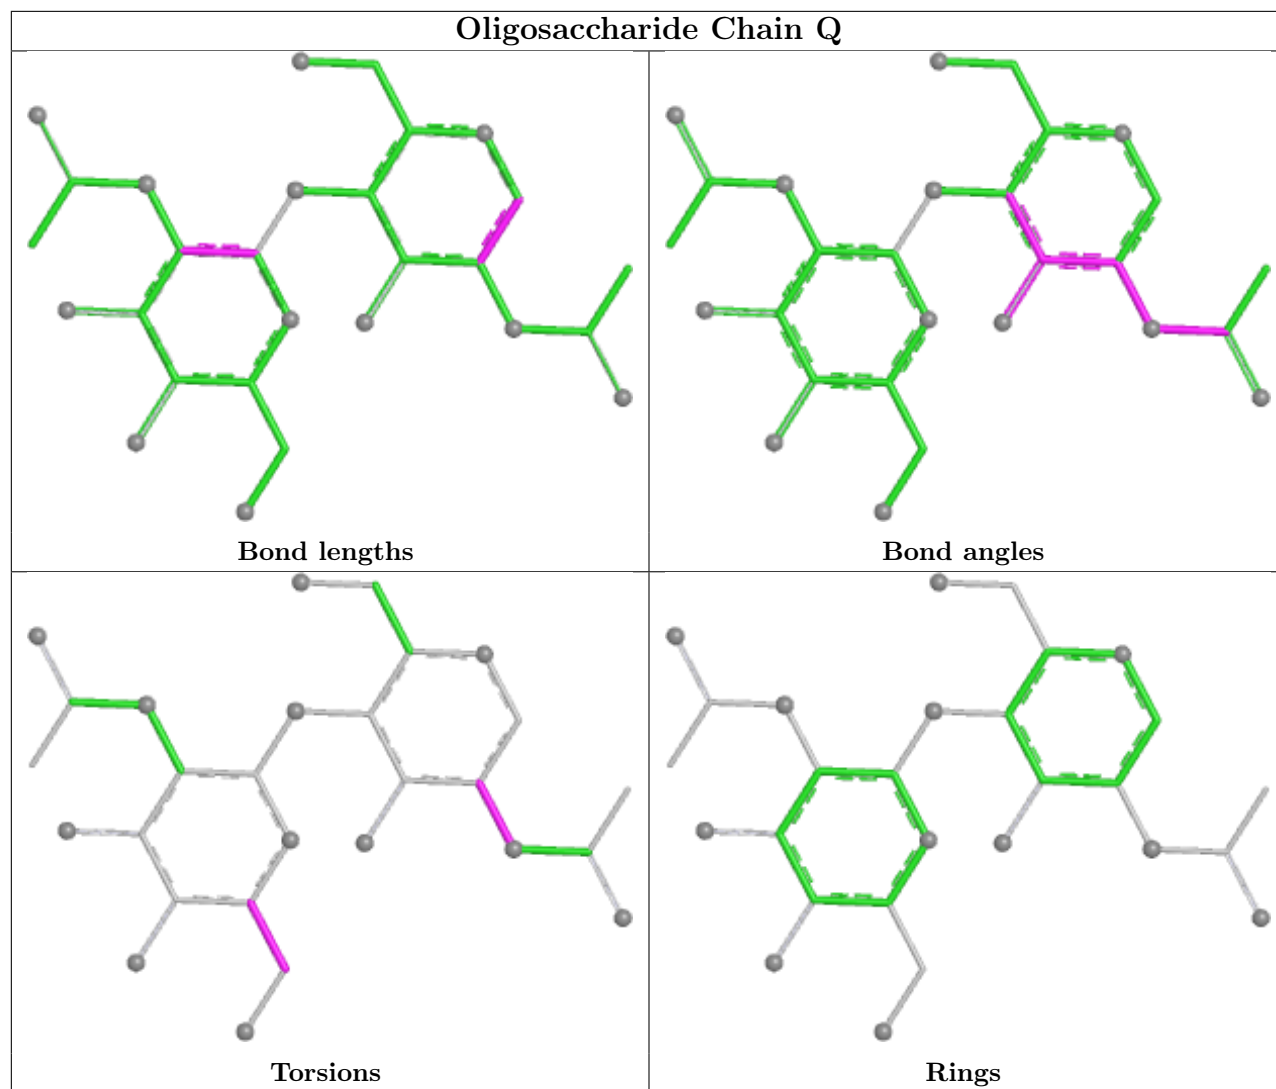 Oligosaccharide Chain Q
Bond lengths
Bond angles
Torsions
Rings